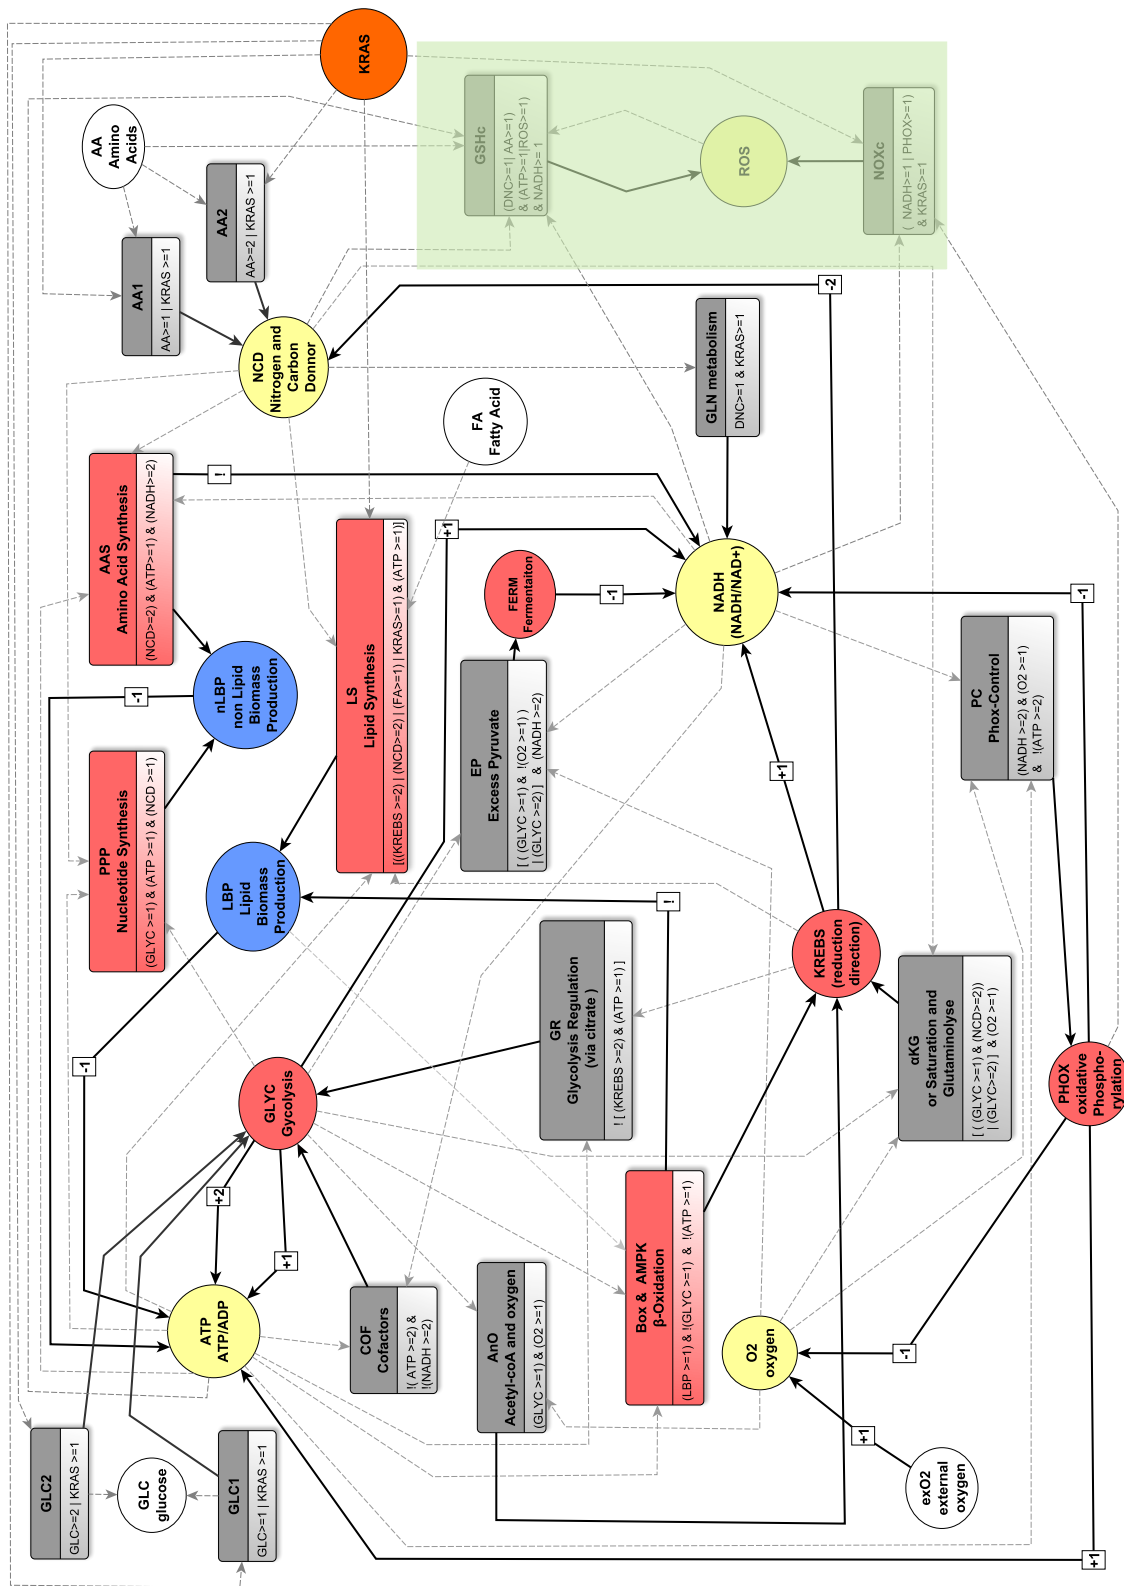 KRAS
AA
Amino
Acids
GSHc
(DNC>=1| AA>=1)
& (ATP>=1|ROS>=1)
& NADH>= 1
ROS
NOXc
( NADH>=1 | PHOX>=1)
& KRAS>=1
AA2
AA>=2 | KRAS >=1
AA1
AA>=1 | KRAS >=1
NCD
Nitrogen and
Carbon
Donnor
-2
GLN metabolism
DNC>=1 & KRAS>=1
FA
Fatty Acid
AAS
Amino Acid Synthesis
(NCD>=2) & (ATP>=1) & (NADH>=2)
!
+1
LS
Lipid Synthesis
[((KREBS >=2) | (NCD>=2) | (FA>=1) | KRAS>=1) & (ATP >=1)]
FERM
Fermentaiton
-1
NADH
(NADH/NAD+)
-1
nLBP
non Lipid
Biomass
Production
-1
EP
Excess Pyruvate
[ ( (GLYC >=1) & !(O2 >=1) )
| (GLYC >=2) ] & (NADH >=2)
PC
Phox-Control
(NADH >=2) & (O2 >=1)
& !(ATP >=2)
PPP
Nucleotide Synthesis
(GLYC >=1) & (ATP >=1) & (NCD >=1)
+1
LBP
Lipid
Biomass
Production
!
KREBS
(reduction
direction)
-1
GR
Glycolysis Regulation
(via citrate )
! [ (KREBS >=2) & (ATP >=1) ]
αKG
or Saturation and
Glutaminolyse
[ ( (GLYC >=1) & (NCD>=2))
| (GLYC>=2) ] & (O2 >=1)
GLYC
Gycolysis
PHOX
oxidative
Phospho-
rylation
+2
+1
ATP
ATP/ADP
COF
Cofactors
!( ATP >=2) &
!(NADH >=2)
AnO
Acetyl-coA and oxygen
(GLYC >=1) & (O2 >=1)
Box & AMPK
β-Oxidation
(LBP >=1) & !(GLYC >=1) & !(ATP >=1)
O2
oxygen
-1
+1
GLC2
GLC>=2 | KRAS >=1
GLC
glucose
GLC1
GLC>=1 | KRAS >=1
exO2
external
oxygen
+1